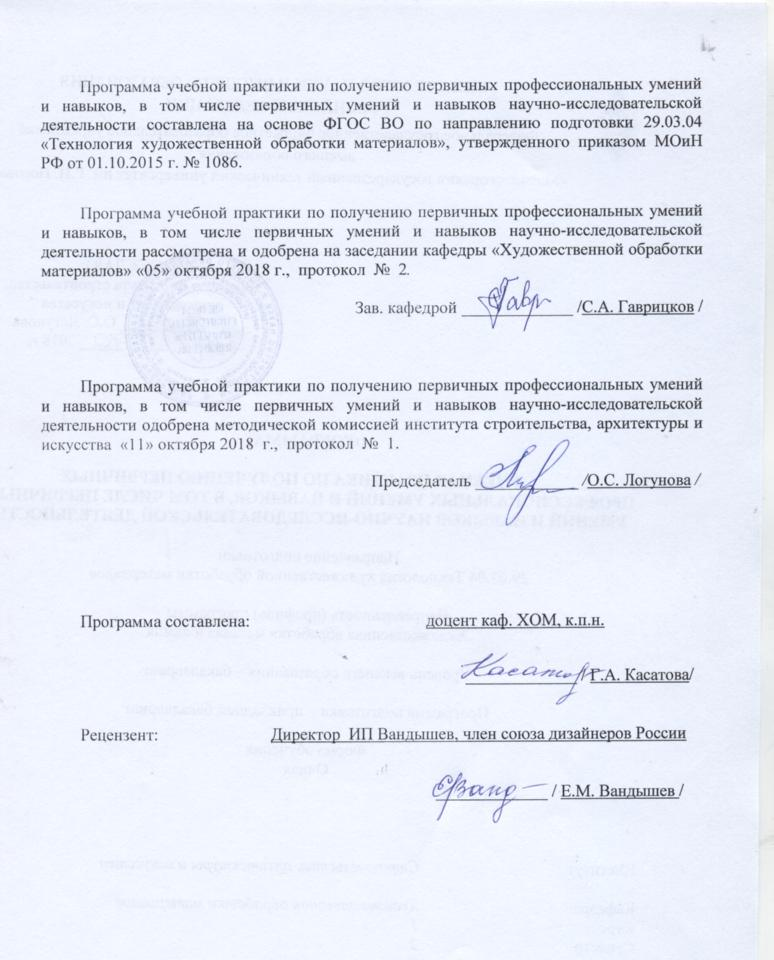 Программа учебной практики по получению первичных профессиональных умений
и навыков, в том числе первичных умений и навыков научно-исследовательской
деятельности составлена на основе ФГОС ВО по направлению подготовки 29.03.04
«Технология художественной обработки материалов», утвержденного приказом МОиН
РФ от 01.10.2015 г. № 1086.
Программа учебной практики по получению первичных профессиональных умений
и навыков, в том числе первичных умений и навыков научно-исследовательской
деятельности рассмотрена и одобрена на заседании кафедры «Художественной обработки
материалов» «05» октября 2018 г., протокол № 2.
Зав. кафедрой Гавр /С.А. Гаврицков /
Программа учебной практики по получению первичных профессиональных умений
и навыков, в том числе первичных умений и навыков научно-исследовательской
деятельности одобрена методической комиссией института строительства, архитектуры и
искусства «11» октября 2018 г., протокол № 1.
Председатель /О.С. Логунова /
Программа составлена: доцент каф. ХОМ, к.п.н.
Касатов / Г.А. Касатова/
Рецензент: Директор ИП Вандышев, член союза дизайнеров России
/ Е.М. Вандышев /